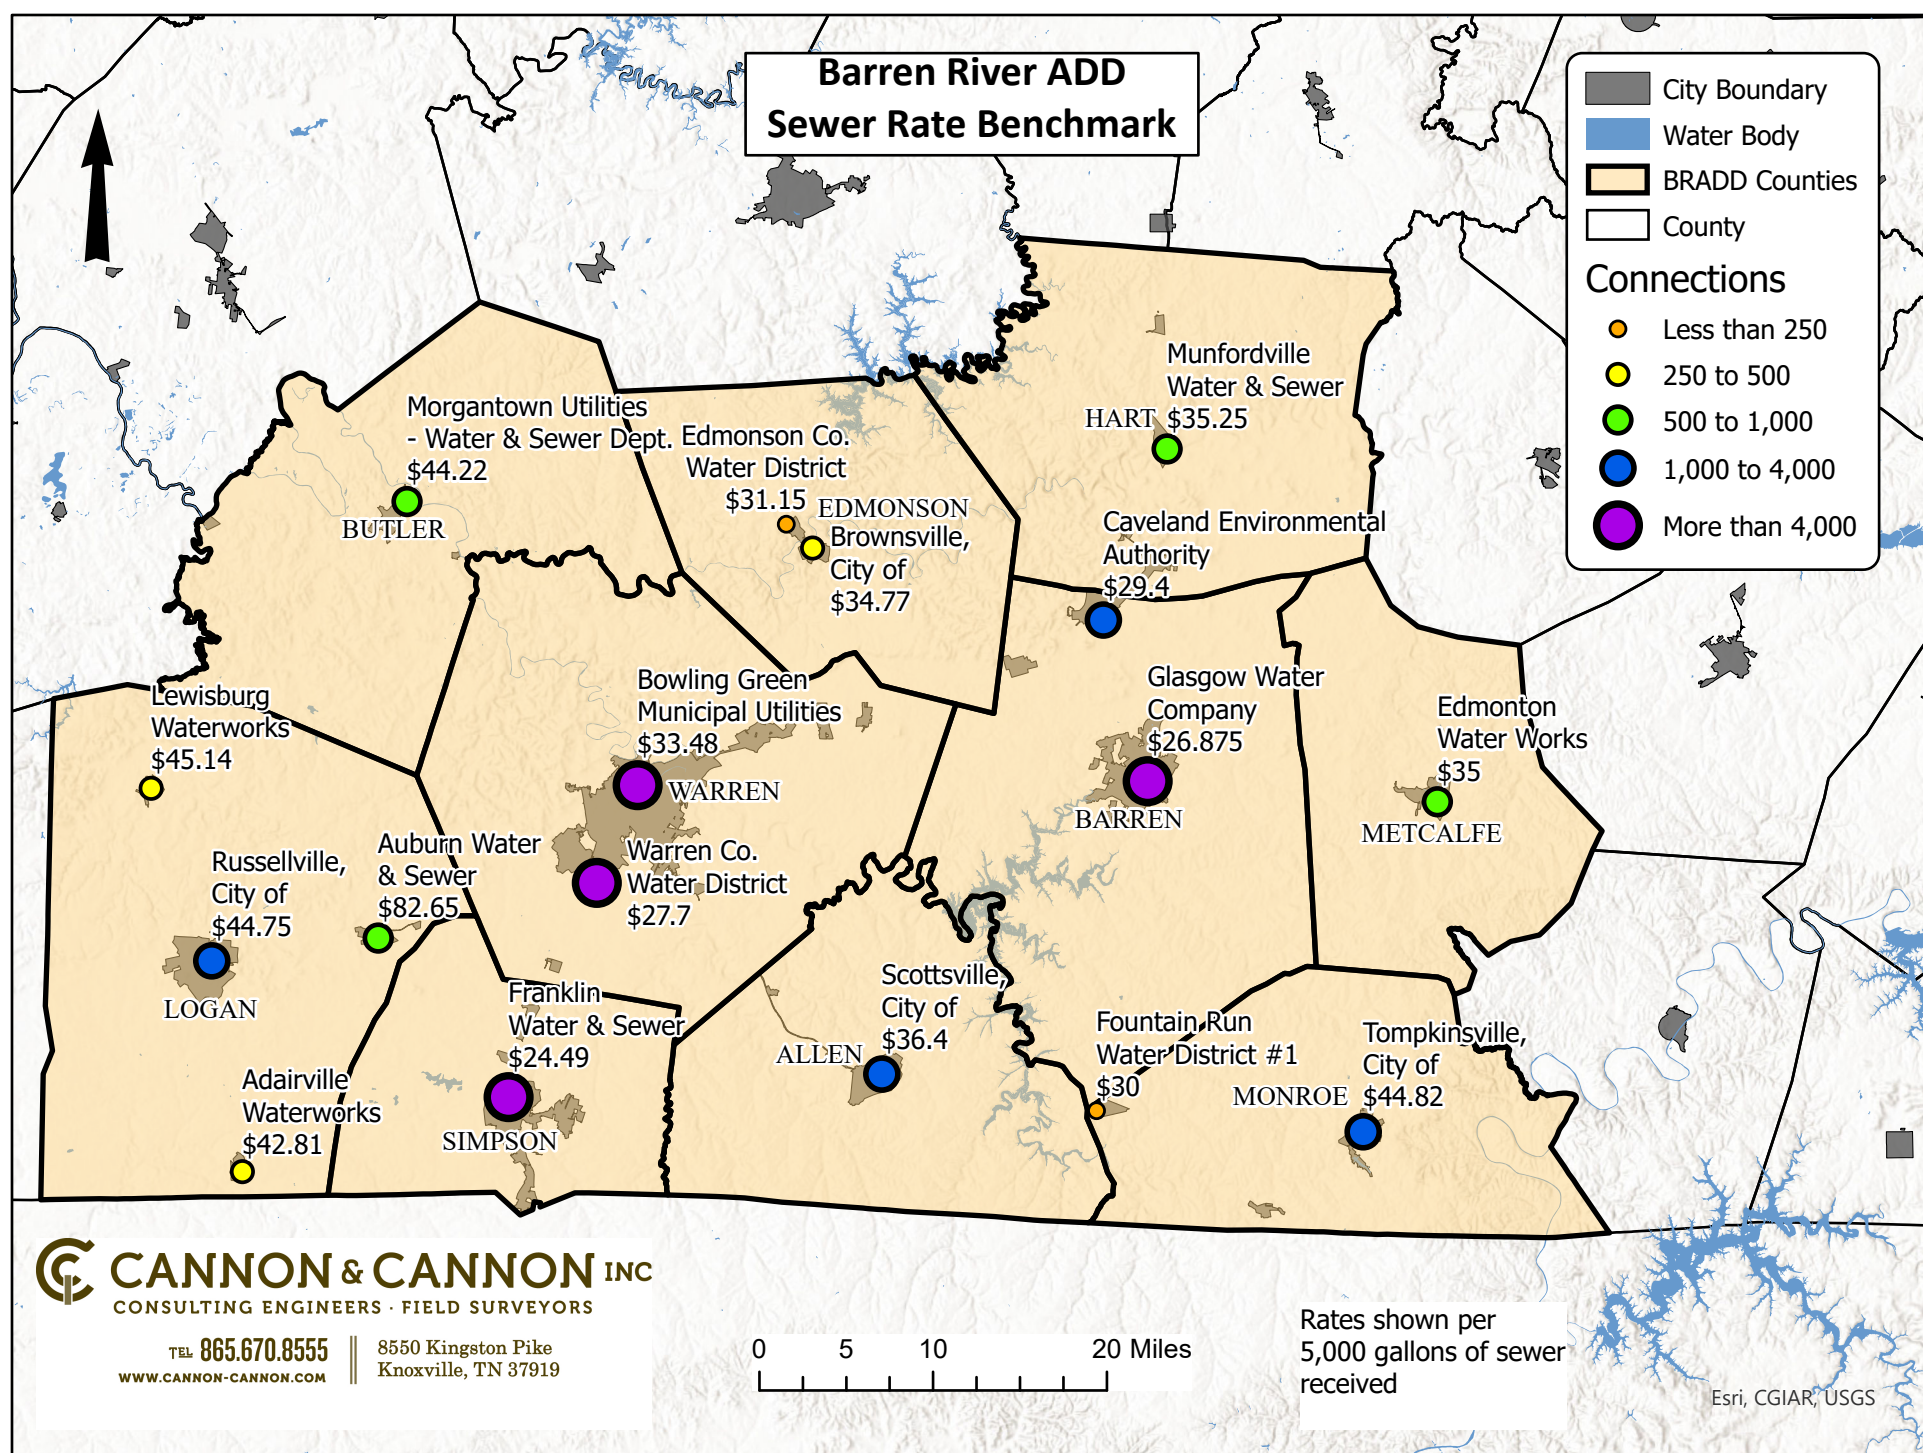 Barren River ADD
Sewer Rate Benchmark
City Boundary
Water Body
BRADD Counties
County
Connections
Less than 250
250 to 500
500 to 1,000
1,000 to 4,000
More than 4,000
Munfordville
Water & Sewer
$35.25
HART
Morgantown Utilities
- Water & Sewer Dept.
$44.22
BUTLER
Edmonson Co.
Water District
$31.15
EDMONSON
Brownsville,
City of
$34.77
Caveland Environmental
Authority
$29.4
Lewisburg
Waterworks
$45.14
Bowling Green
Municipal Utilities
$33.48
WARREN
Glasgow Water
Company
$26.875
BARREN
Edmonton
Water Works
$35
METCALFE
Russellville,
City of
$44.75
LOGAN
Auburn Water
& Sewer
$82.65
Warren Co.
Water District
$27.7
Franklin
Water & Sewer
$24.49
SIMPSON
Scottsville,
City of
$36.4
ALLEN
Fountain Run
Water District #1
$30
Tompkinsville,
City of
$44.82
MONROE
Adairville
Waterworks
$42.81
CANNON & CANNON INC
CONSULTING ENGINEERS · FIELD SURVEYORS
TEL 865.670.8555
WWW.CANNON-CANNON.COM
8550 Kingston Pike
Knoxville, TN 37919
0 5 10 20 Miles
Rates shown per
5,000 gallons of sewer
received
Esri, CGIAR, USGS